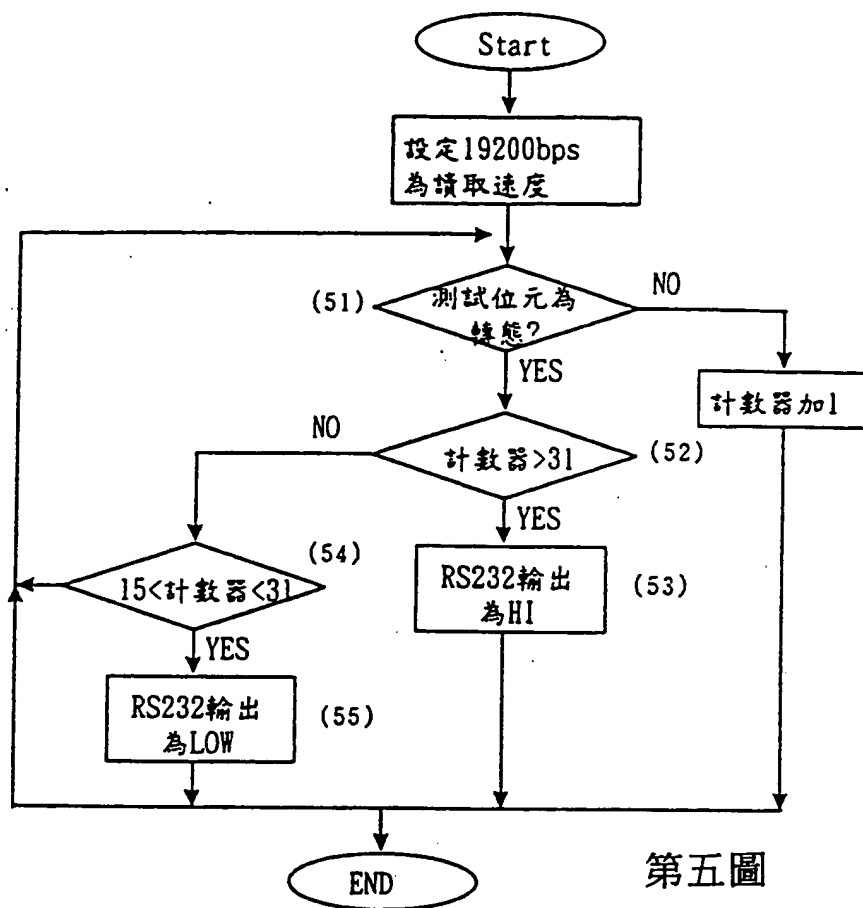 Start
設定19200bps
為讀取速度
(51)
測試位元為
轉態?
NO
YES
計數器加1
NO
計數器>31
(52)
YES
(54)
15<計數器<31
RS232輸出
為HI
(53)
YES
RS232輸出
為LOW
(55)
END
第五圖